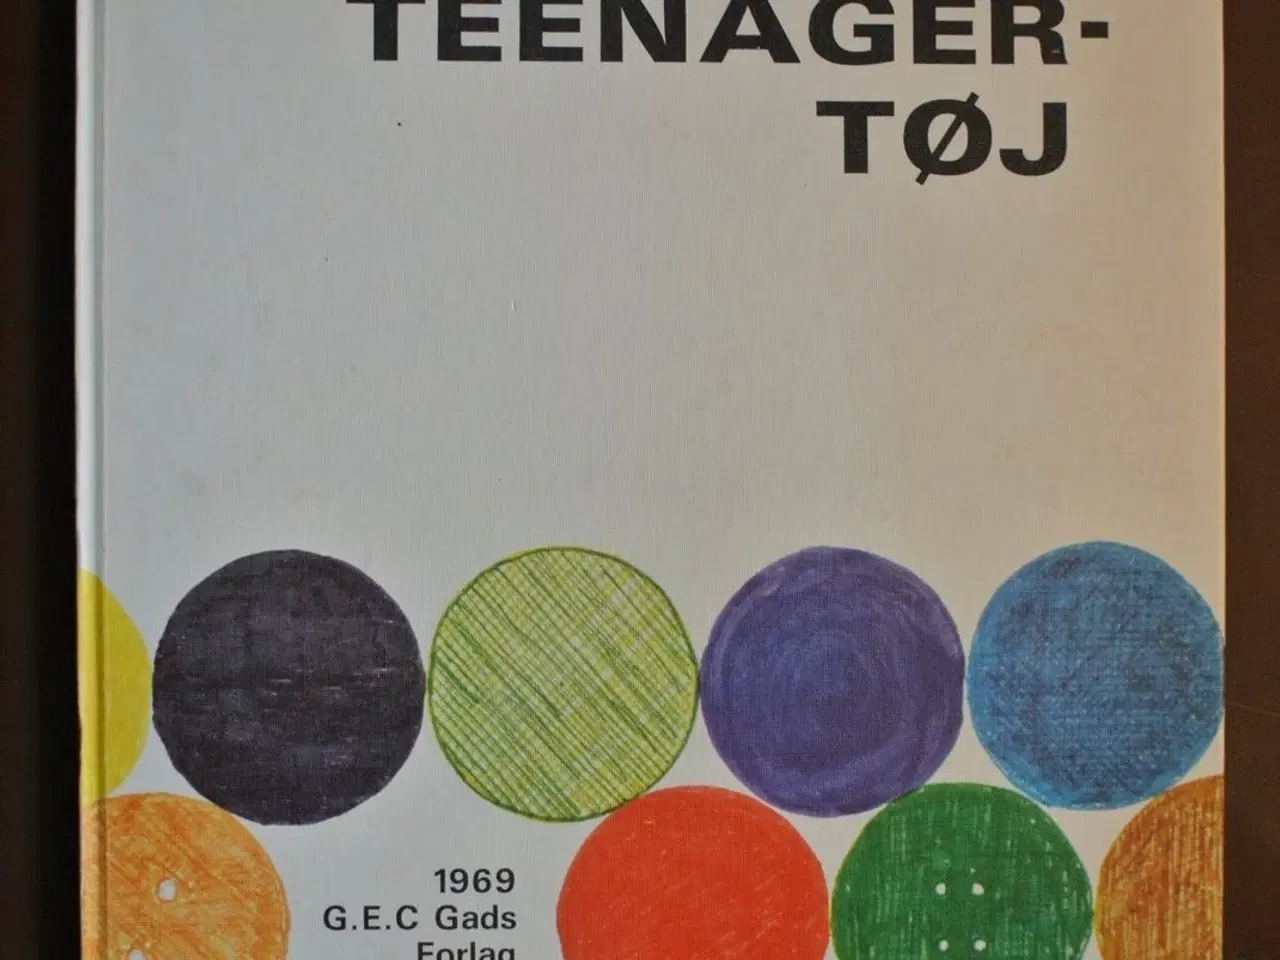 TEENAGER-
TØJ
1969
G.E.C Gads
Forlag